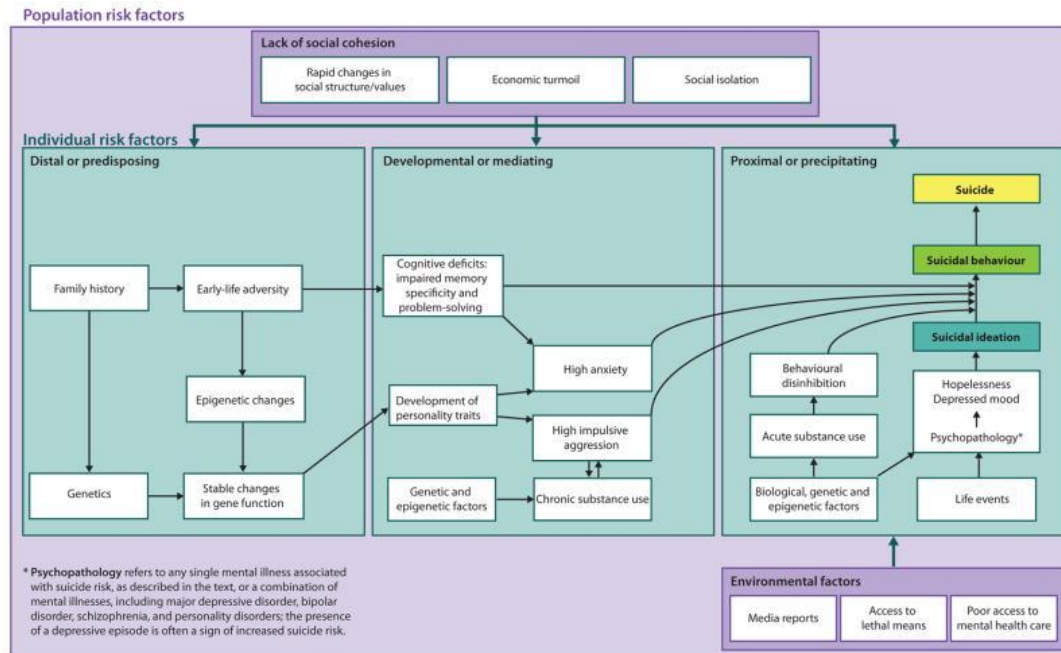 Population risk factors
Lack of social cohesion
Rapid changes in
social structure/values
Economic turmoil
Social isolation
Individual risk factors
Distal or predisposing
Family history
Early-life adversity
Epigenetic changes
Genetics
Stable changes
in gene function
Developmental or mediating
Cognitive deficits:
impaired memory
specificity and
problem-solving
High anxiety
Development of
personality traits
High impulsive
aggression
Genetic and
epigenetic factors
Chronic substance use
Proximal or precipitating
Suicide
Suicidal behaviour
Suicidal ideation
Behavioural
disinhibition
Hopelessness
Depressed mood
Acute substance use
Psychopathology*
Biological, genetic and
epigenetic factors
Life events
* Psychopathology refers to any single mental illness associated
with suicide risk, as described in the text, or a combination of
mental illnesses, including major depressive disorder, bipolar
disorder, schizophrenia, and personality disorders; the presence
of a depressive episode is often a sign of increased suicide risk.
Environmental factors
Media reports
Access to
lethal means
Poor access to
mental health care